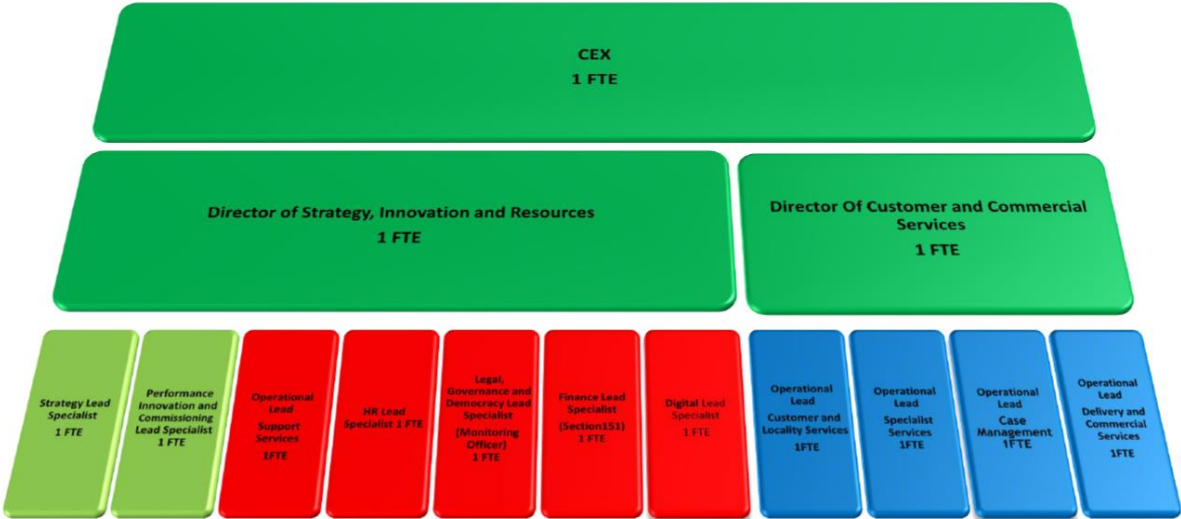 CEX
1 FTE
Director of Strategy, Innovation and Resources
1 FTE
Director Of Customer and Commercial
Services
1 FTE
Strategy Lead
Specialist
1 FTE
Performance
Innovation and
Commissioning
Lead Specialist
1 FTE
Operational
Lead
Support
Services
1FTE
HR Lead
Specialist 1 FTE
Legal,
Governance and
Democracy Lead
Specialist
(Monitoring
Officer)
1 FTE
Finance Lead
Specialist
(Section151)
1 FTE
Digital Lead
Specialist
1 FTE
Operational
Lead
Customer and
Locality Services
1FTE
Operational
Lead
Specialist
Services
1FTE
Operational
Lead
Case
Management
1FTE
Operational
Lead
Delivery and
Commercial
Services
1FTE